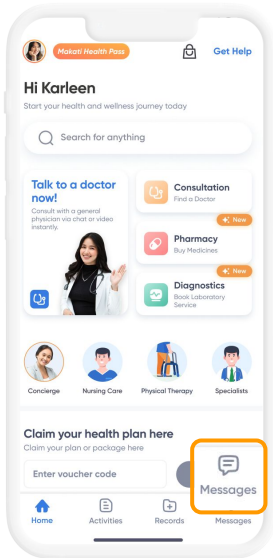 Makati Health Pass
Get Help
Hi Karleen
Start your health and wellness journey today
Search for anything
Talk to a doctor
now!
Consult with a general
physician via chat or video
instantly.
Consultation
Find a Doctor
New
Pharmacy
Buy Medicines
New
Diagnostics
Book Laboratory
Service
Concierge
Nursing Care
Physical Therapy
Specialists
Claim your health plan here
Claim your plan or package here
Enter voucher code
Messages
Home
Activities
Records
Messages